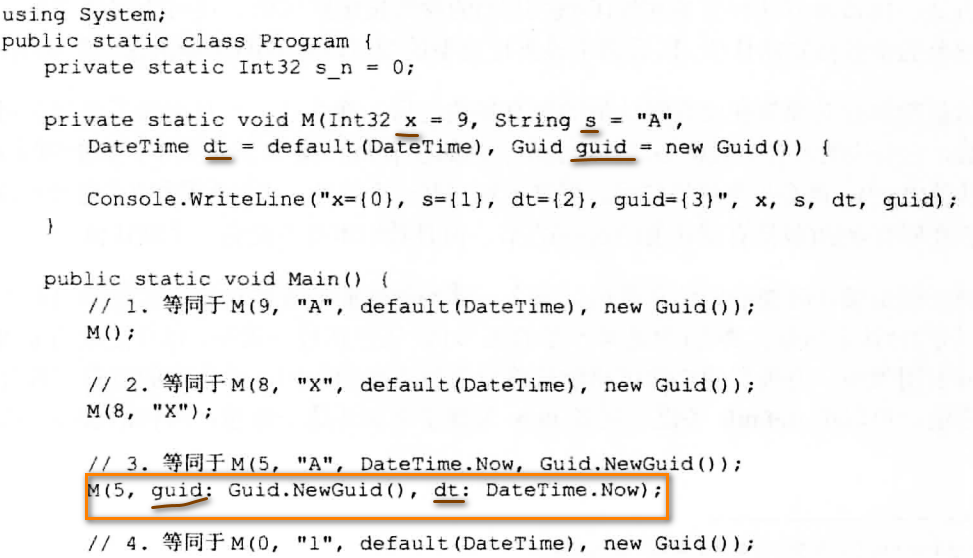 using System;
public static class Program {
private static Int32 s_n = 0;
private static void M(Int32 x = 9, String s = "A",
DateTime dt = default(DateTime), Guid guid = new Guid()) {
Console.WriteLine("x={0}, s={1}, dt={2}, guid={3}", x, s, dt, guid);
}
public static void Main() {
// 1. 等同于M(9, "A", default(DateTime), new Guid());
M();
// 2. 等同于M(8, "X", default(DateTime), new Guid());
M(8, "X");
// 3. 等同于M(5, "A", DateTime.Now, Guid.NewGuid());
M(5, guid: Guid.NewGuid(), dt: DateTime.Now);
// 4. 等同于M(0, "1", default(DateTime), new Guid());